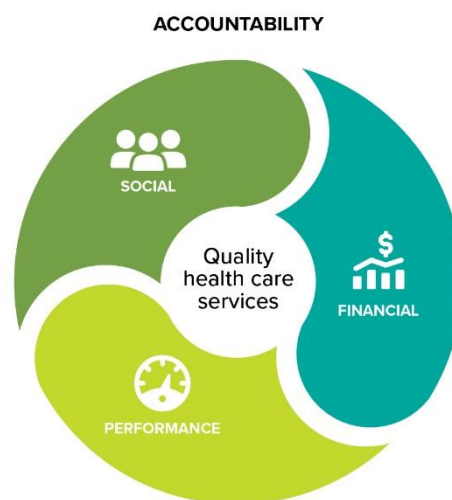 ACCOUNTABILITY
SOCIAL
Quality
health care
services
$
FINANCIAL
PERFORMANCE